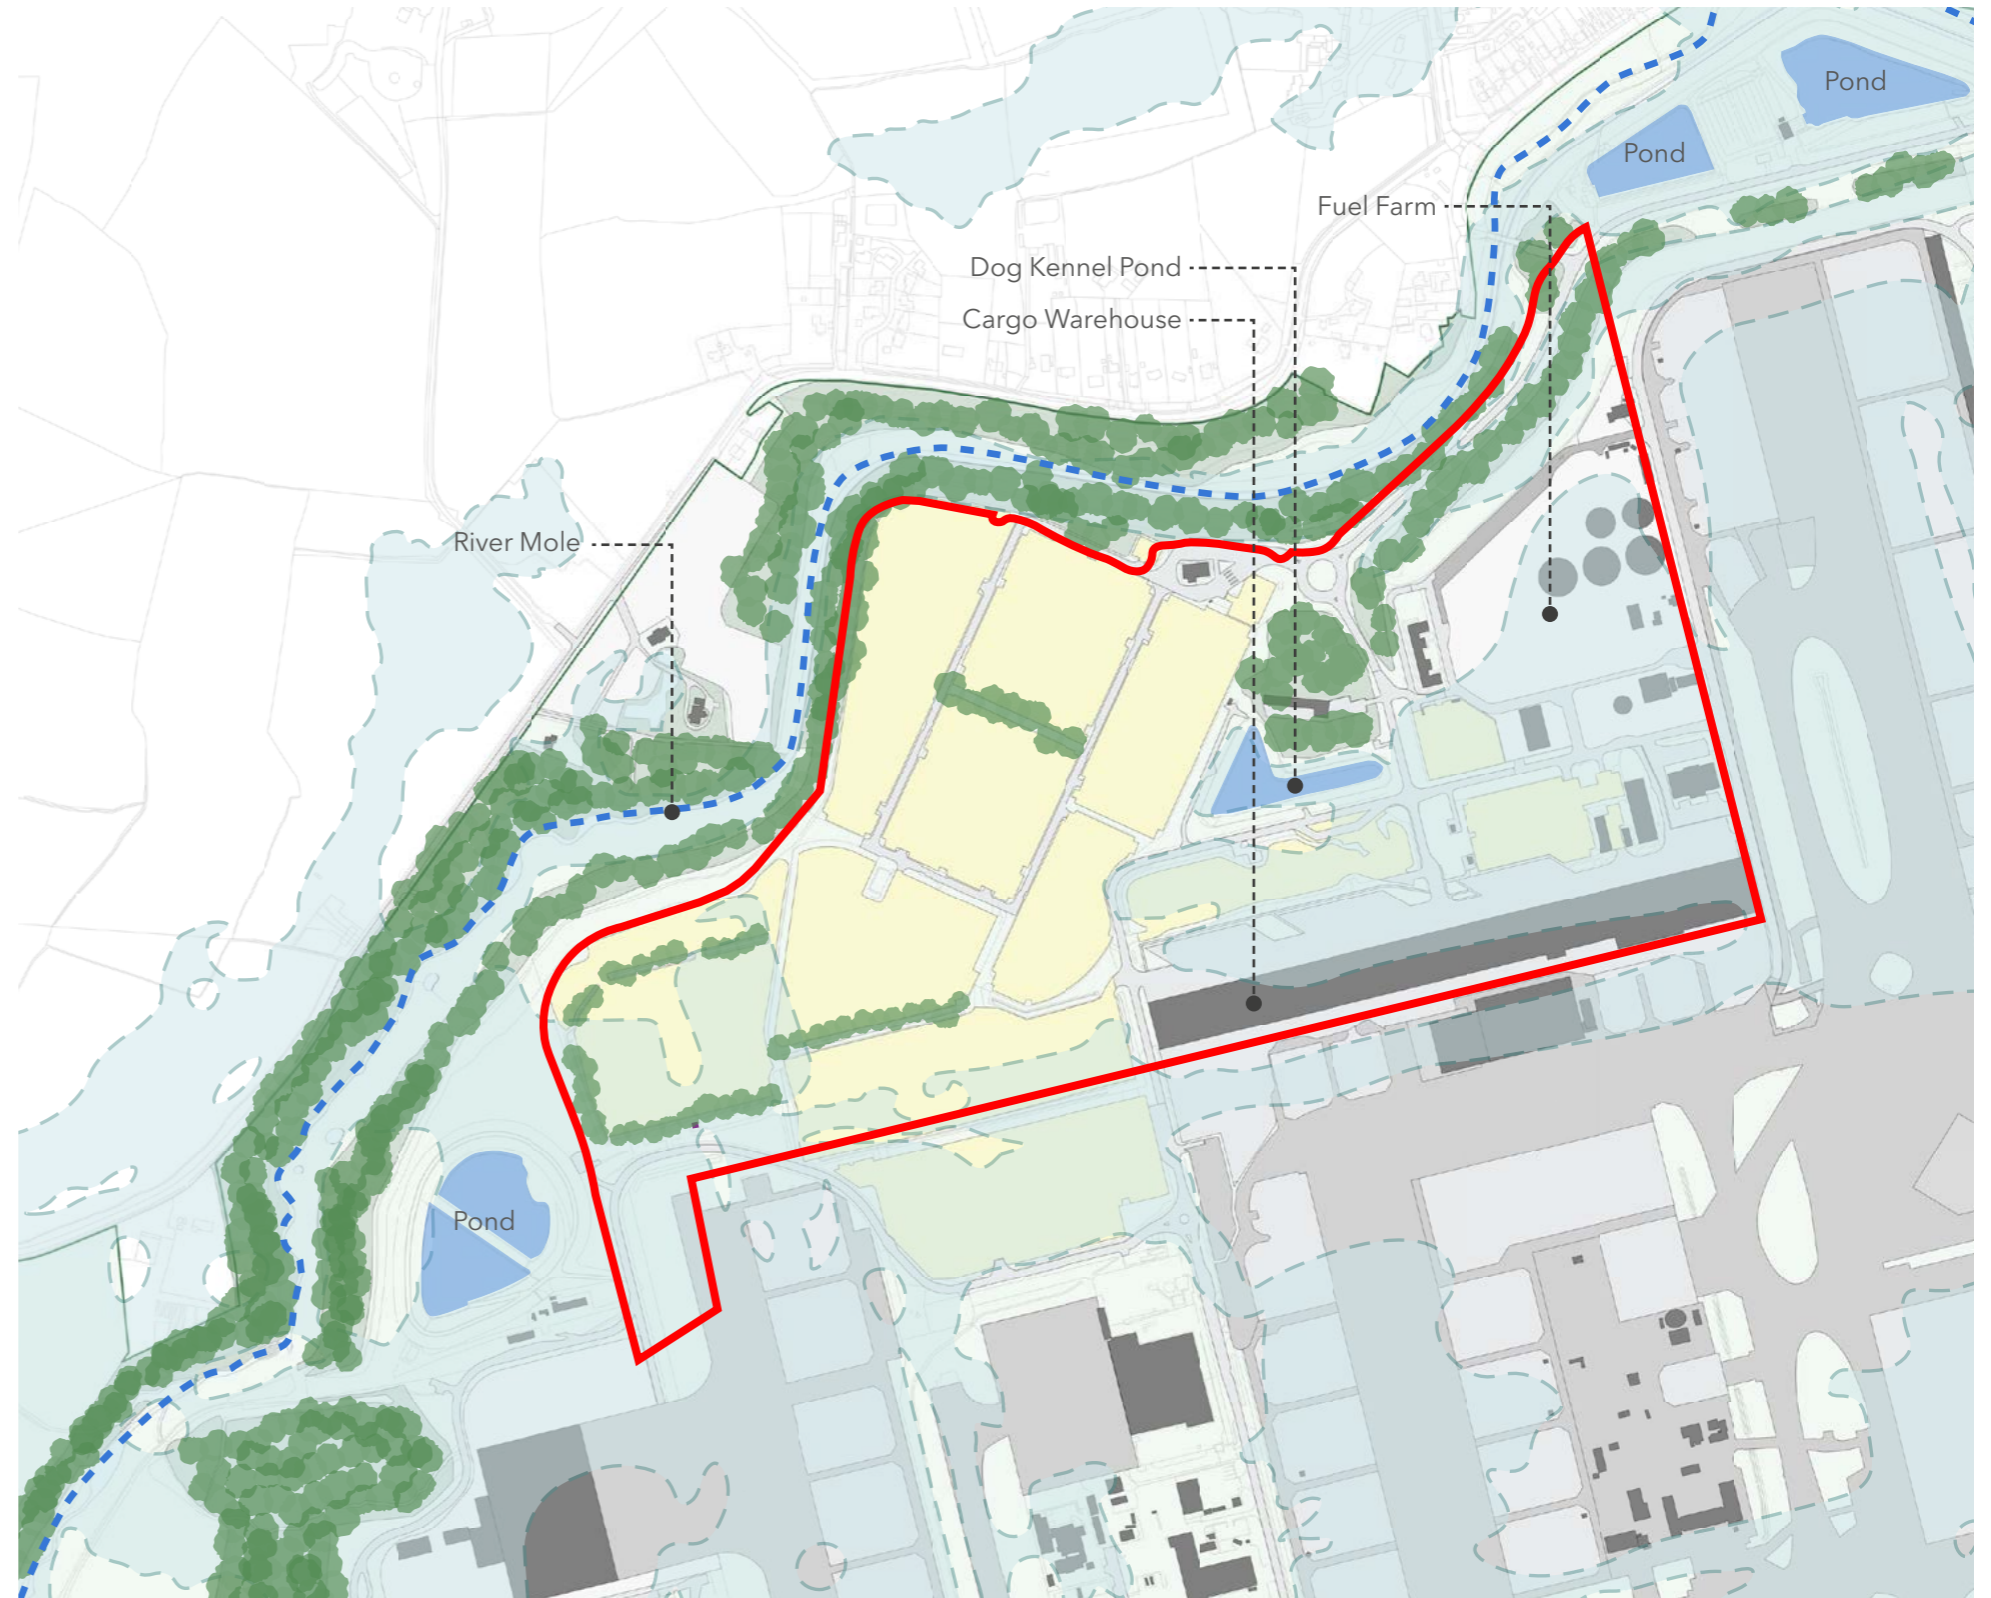 Pond
Pond
Fuel Farm
Dog Kennel Pond
Cargo Warehouse
River Mole
Pond